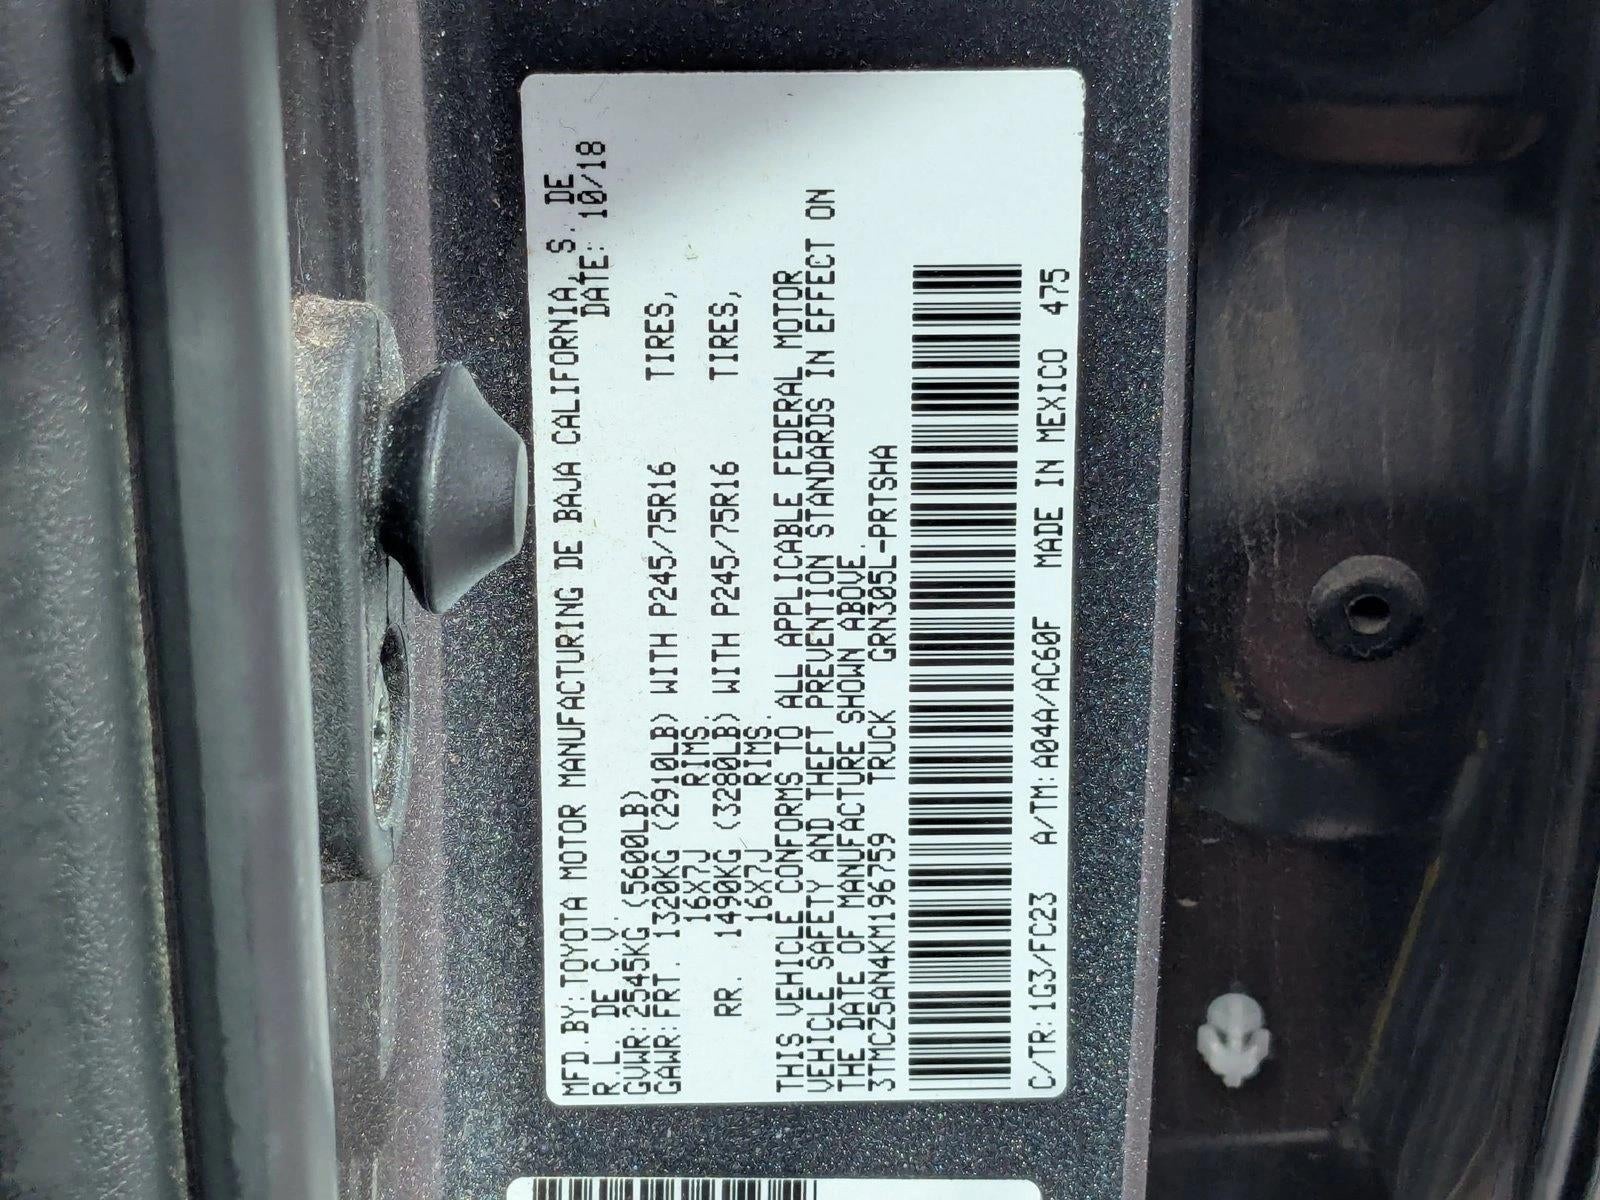 MFD.BY:TOYOTA MOTOR MANUFACTURING DE BAJA CALIFORNIA, S. DE
R.L. DE C.V. DATE: 10/18
GVWR:2545KG (5600LB)
GAWR:FRT. 1320KG (2910LB) WITH P245/75R16 TIRES,
16X7J RIMS.
RR. 1490KG (3280LB) WITH P245/75R16 TIRES,
16X7J RIMS.
THIS VEHICLE CONFORMS TO ALL APPLICABLE FEDERAL MOTOR
VEHICLE SAFETY AND THEFT PREVENTION STANDARDS IN EFFECT ON
THE DATE OF MANUFACTURE SHOWN ABOVE.
3TMCZ5AN4KM196759 TRUCK GRN305L-PRTSHA
C/TR: 1G3/FC23 A/TM:A04A/AC60F MADE IN MEXICO 475